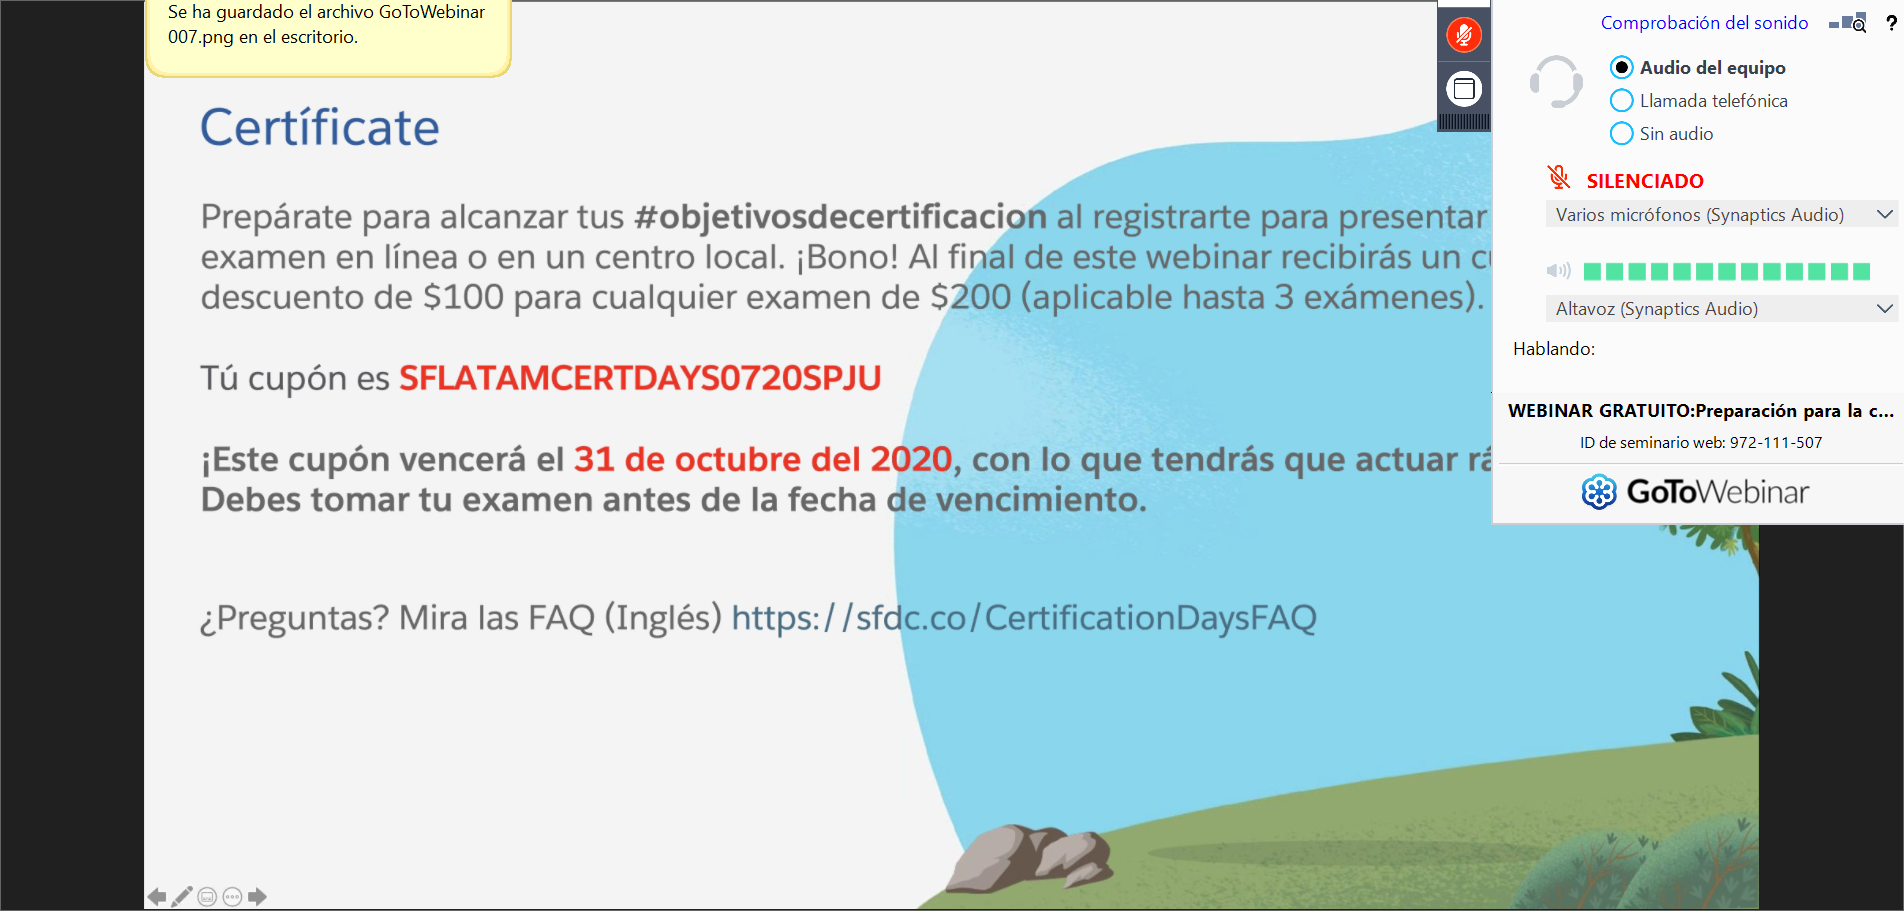 Se ha guardado el archivo GoToWebinar
007.png en el escritorio.
Certíficate
Prepárate para alcanzar tus #objetivosdecertificacion al registrarte para presentar
examen en línea o en un centro local. ¡Bono! Al final de este webinar recibirás un
descuento de $100 para cualquier examen de $200 (aplicable hasta 3 exámenes).
Tú cupón es SFLATAMCERTDAYS0720SPJU
¡Este cupón vencerá el 31 de octubre del 2020, con lo que tendrás que actuar
Debes tomar tu examen antes de la fecha de vencimiento.
¿Preguntas? Mira las FAQ (Inglés) https://sfdc.co/CertificationDaysFAQ
Comprobación del sonido ?
Audio del equipo
Llamada telefónica
Sin audio
SILENCIADO
Varios micrófonos (Synaptics Audio)
Altavoz (Synaptics Audio)
Hablando:
WEBINAR GRATUITO:Preparación para la c...
ID de seminario web: 972-111-507
GoToWebinar